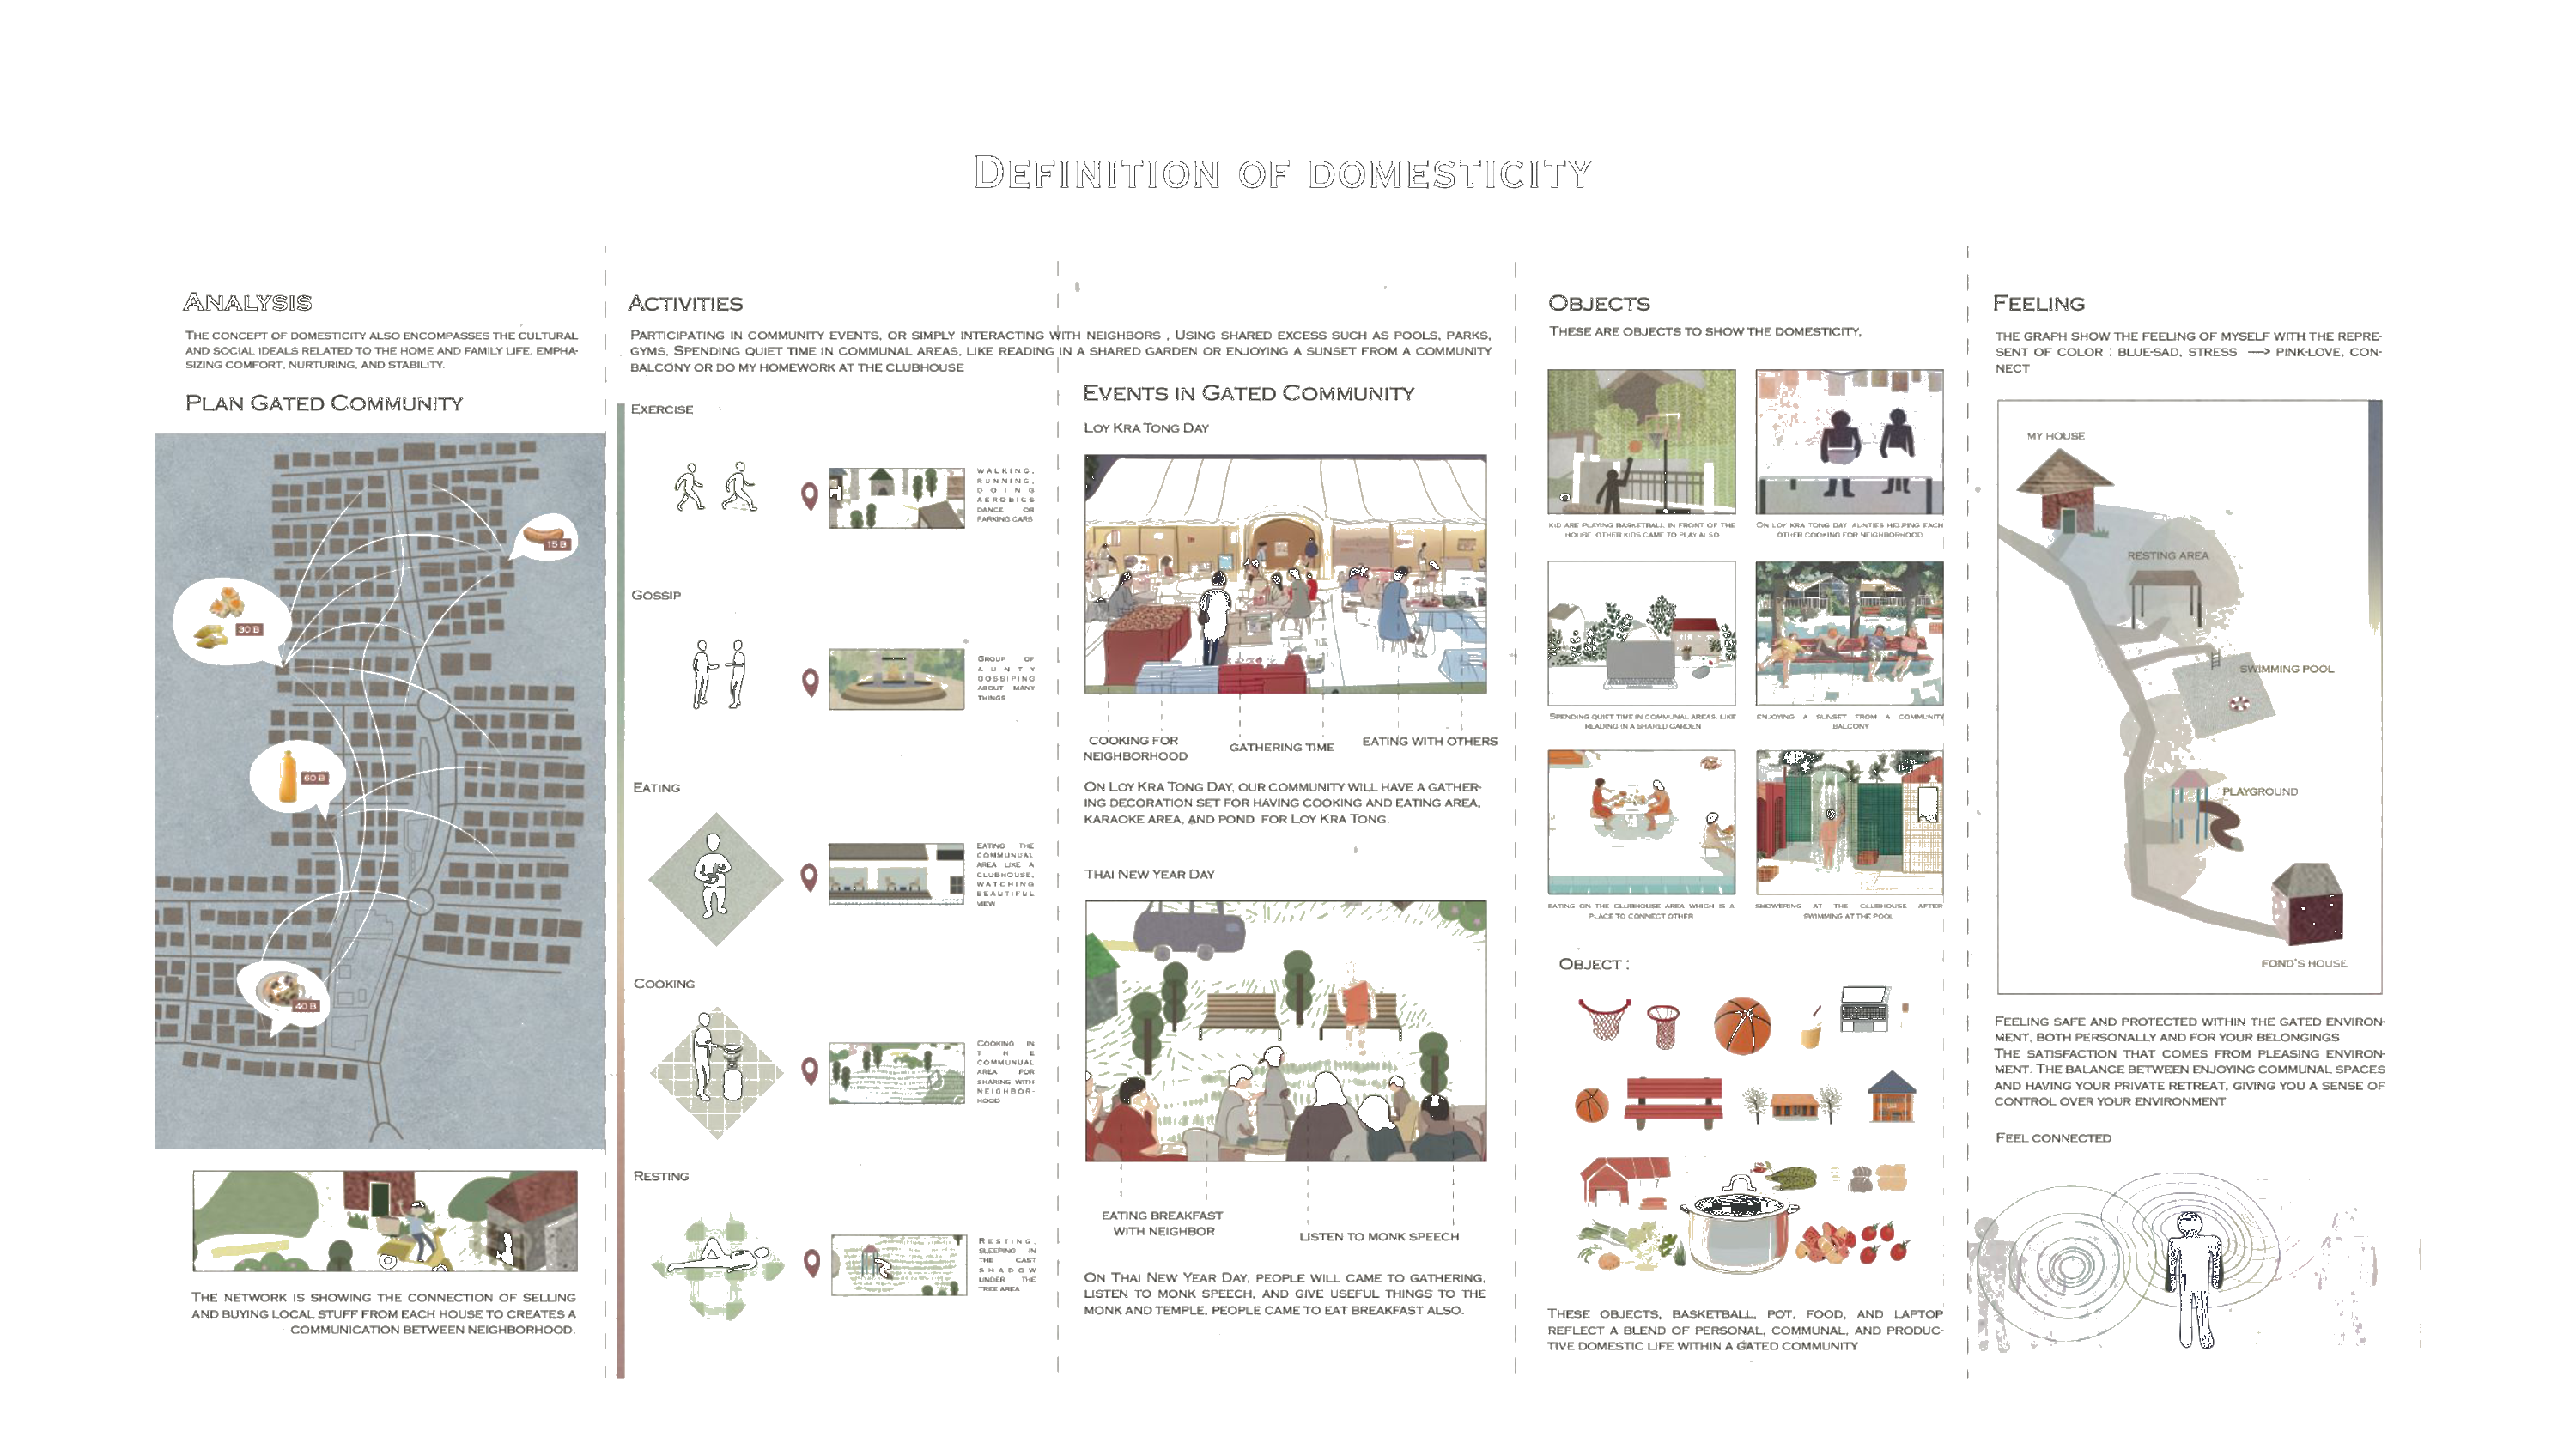 DEFINITION OF DOMESTICITY
ANALYSIS
THE CONCEPT OF DOMESTICITY ALSO ENCOMPASSES THE CULTURAL
AND SOCIAL IDEALS RELATED TO THE HOME AND FAMILY LIFE, EMPHA-
SIZING COMFORT, NURTURING, AND STABILITY.
PLAN GATED COMMUNITY
15 B
30 B
60 B
40 B
THE NETWORK IS SHOWING THE CONNECTION OF SELLING
AND BUYING LOCAL STUFF FROM EACH HOUSE TO CREATES A
COMMUNICATION BETWEEN NEIGHBORHOOD.
ACTIVITIES
PARTICIPATING IN COMMUNITY EVENTS, OR SIMPLY INTERACTING WITH NEIGHBORS , USING SHARED EXCESS SUCH AS POOLS, PARKS,
GYMS, SPENDING QUIET TIME IN COMMUNAL AREAS, LIKE READING IN A SHARED GARDEN OR ENJOYING A SUNSET FROM A COMMUNITY
BALCONY OR DO MY HOMEWORK AT THE CLUBHOUSE
EXERCISE
WALKING,
RUNNING,
DOING
AEROBICS
DANCE OR
PARKING CARS
GOSSIP
GROUP OF
AUNTY
GOSSIPING
ABOUT MANY
THINGS
EATING
EATING THE
COMMUNUAL
AREA LIKE A
CLUBHOUSE,
WATCHING
BEAUTIFUL
VIEW
COOKING
COOKING IN
THE
COMMUNUAL
AREA FOR
SHARING WITH
NEIGHBOR-
HOOD
RESTING
RESTING,
SLEEPING IN
THE CAST
SHADOW
UNDER THE
TREE AREA
EVENTS IN GATED COMMUNITY
LOY KRA TONG DAY
COOKING FOR
NEIGHBORHOOD
GATHERING TIME
EATING WITH OTHERS
ON LOY KRA TONG DAY, OUR COMMUNITY WILL HAVE A GATHER-
ING DECORATION SET FOR HAVING COOKING AND EATING AREA,
KARAOKE AREA, AND POND FOR LOY KRA TONG.
THAI NEW YEAR DAY
EATING BREAKFAST
WITH NEIGHBOR
LISTEN TO MONK SPEECH
ON THAI NEW YEAR DAY, PEOPLE WILL CAME TO GATHERING,
LISTEN TO MONK SPEECH, AND GIVE USEFUL THINGS TO THE
MONK AND TEMPLE, PEOPLE CAME TO EAT BREAKFAST ALSO.
OBJECTS
THESE ARE OBJECTS TO SHOW THE DOMESTICITY,
KID ARE PLAYING BASKETBALL IN FRONT OF THE
HOUSE, OTHER KIDS CAME TO PLAY ALSO
ON LOY KRA TONG DAY AUNTIES HELPING EACH
OTHER COOKING FOR NEIGHBORHOOD
SPENDING QUIET TIME IN COMMUNAL AREAS, LIKE
READING IN A SHARED GARDEN
ENJOYING A SUNSET FROM A COMMUNITY
BALCONY
EATING ON THE CLUBHOUSE AREA WHICH IS A
PLACE TO CONNECT OTHER
SHOWERING AT THE CLUBHOUSE AFTER
SWIMMING AT THE POOL
OBJECT :
THESE OBJECTS, BASKETBALL, POT, FOOD, AND LAPTOP
REFLECT A BLEND OF PERSONAL, COMMUNAL, AND PRODUC-
TIVE DOMESTIC LIFE WITHIN A GATED COMMUNITY
FEELING
THE GRAPH SHOW THE FEELING OF MYSELF WITH THE REPRE-
SENT OF COLOR : BLUE-SAD, STRESS —> PINK-LOVE, CON-
NECT
MY HOUSE
RESTING AREA
SWIMMING POOL
PLAYGROUND
FOND'S HOUSE
FEELING SAFE AND PROTECTED WITHIN THE GATED ENVIRON-
MENT, BOTH PERSONALLY AND FOR YOUR BELONGINGS
THE SATISFACTION THAT COMES FROM PLEASING ENVIRON-
MENT. THE BALANCE BETWEEN ENJOYING COMMUNAL SPACES
AND HAVING YOUR PRIVATE RETREAT, GIVING YOU A SENSE OF
CONTROL OVER YOUR ENVIRONMENT
FEEL CONNECTED